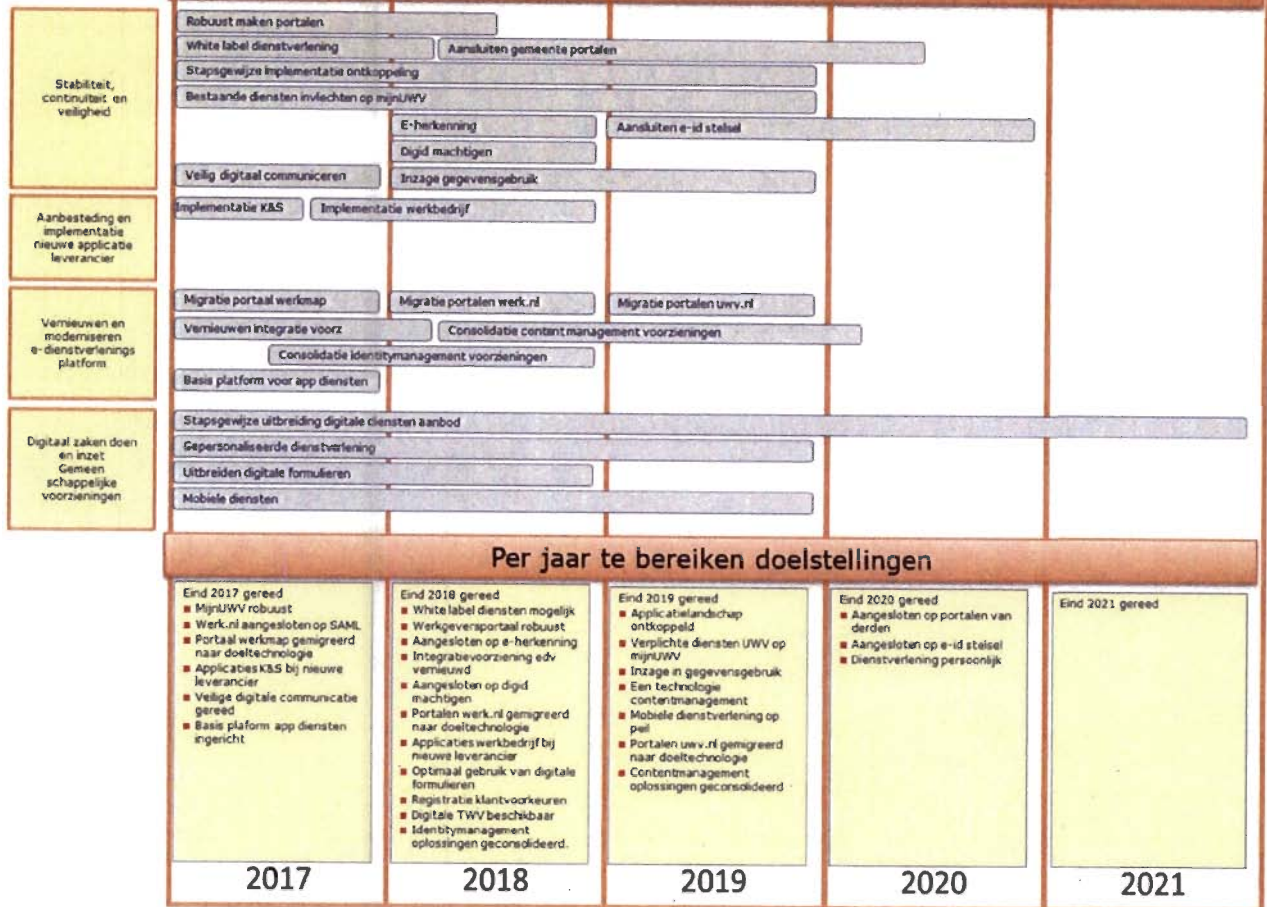 Stabiliteit,
continuïteit en
veiligheid
Robuust maken portalen
White label dienstverlening
Aansluiten gemeente portalen
Stapsgewijze implementatie ontkoppeling
Bestaande diensten invlechten op mijnUWV
E-herkenning
Aansluiten e-id stelsel
Digid machtigen
Veilig digitaal communiceren
Inzage gegevensgebruik
Aanbesteding en
implementatie
nieuwe applicatie
leverancier
Implementatie K&S
Implementatie werkbedrijf
Vernieuwen en
moderniseren
e-dienstverlenings
platform
Migratie portaal werkmap
Migratie portalen werk.nl
Migratie portalen uwv.nl
Vernieuwen integratie voorz
Consolidatie content management voorzieningen
Consolidatie identitymanagement voorzieningen
Basis platform voor app diensten
Digitaal zaken doen
en inzet
Gemeen
schappelijke
voorzieningen
Stapsgewijze uitbreiding digitale diensten aanbod
Gepersonaliseerde dienstverlening
Uitbreiden digitale formulieren
Mobiele diensten
Per jaar te bereiken doelstellingen
Eind 2017 gereed
MijnUWV robuust
Werk.nl aangesloten op SAML
Portaal werkmap gemigreerd
naar doeltechnologie
Applicaties K&S bij nieuwe
leverancier
Veilige digitale communicatie
gereed
Basis plaform app diensten
ingericht
2017
Eind 2018 gereed
White label diensten mogelijk
Werkgeversportaal robuust
Aangesloten op e-herkenning
Integratievoorziening edv
vernieuwd
Aangesloten op digid
machtigen
Portalen werk.nl gemigreerd
naar doeltechnologie
Applicaties werkbedrijf bij
nieuwe leverancier
Optimaal gebruik van digitale
formulieren
Registratie klantvoorkeuren
Digitale TWV beschikbaar
Identitymanagement
oplossingen geconsolideerd.
2018
Eind 2019 gereed
Applicatielandschap
ontkoppeld
Verplichte diensten UWV op
mijnUWV
Inzage in gegevensgebruik
Een technologie
contentmanagement
Mobiele dienstverlening op
peil
Portalen uwv.nl gemigreerd
naar doeltechnologie
Contentmanagement
oplossingen geconsolideerd
2019
Eind 2020 gereed
Aangesloten op portalen van
derden
Aangesloten op e-id stelsel
Dienstverlening persoonlijk
2020
Eind 2021 gereed
2021